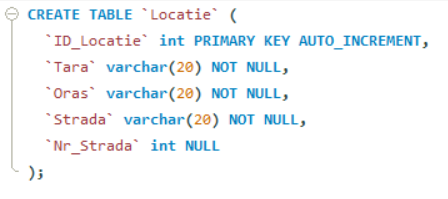 CREATE TABLE `Locatie` (
`ID_Locatie` int PRIMARY KEY AUTO_INCREMENT,
`Tara` varchar(20) NOT NULL,
`Oras` varchar(20) NOT NULL,
`Strada` varchar(20) NOT NULL,
`Nr_Strada` int NULL
);